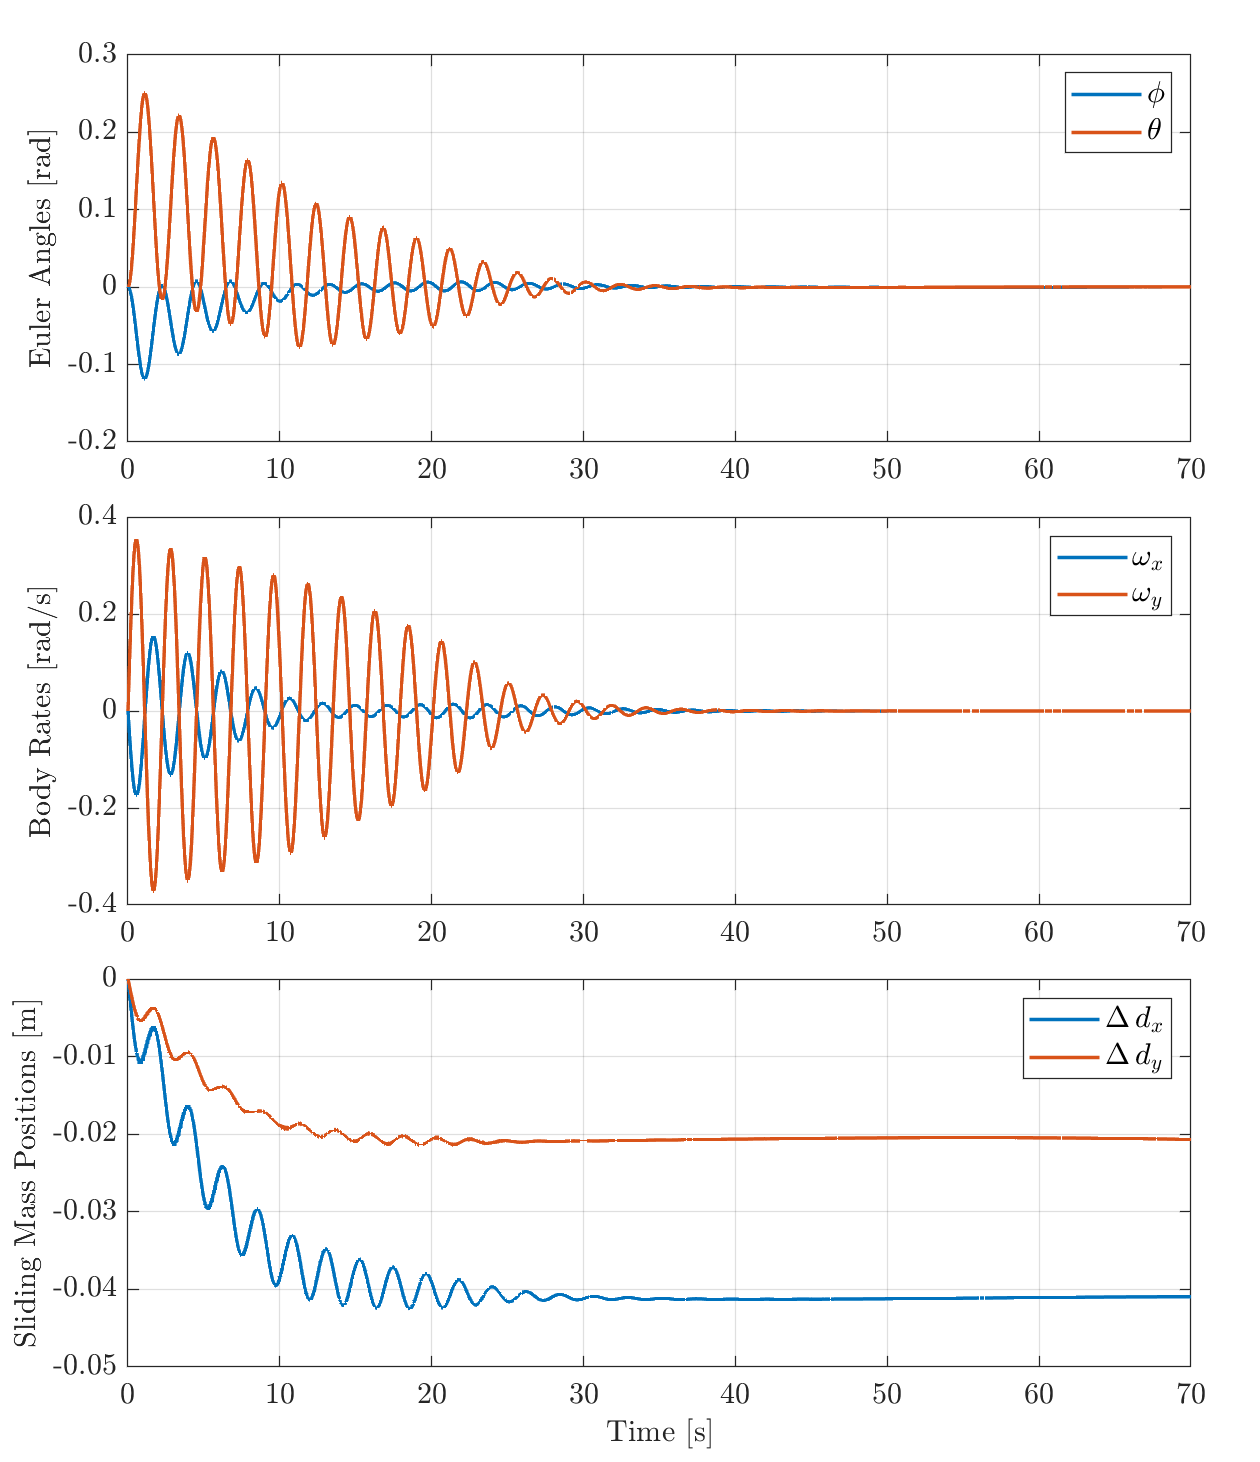 0.3
0.2
0.1
0
-0.1
-0.2
Euler Angles [rad]
ϕ
θ
0 10 20 30 40 50 60 70
0.4
0.2
0
-0.2
-0.4
Body Rates [rad/s]
ωx
ωy
0 10 20 30 40 50 60 70
0
-0.01
-0.02
-0.03
-0.04
-0.05
Sliding Mass Positions [m]
Δ dx
Δ dy
0 10 20 30 40 50 60 70
Time [s]